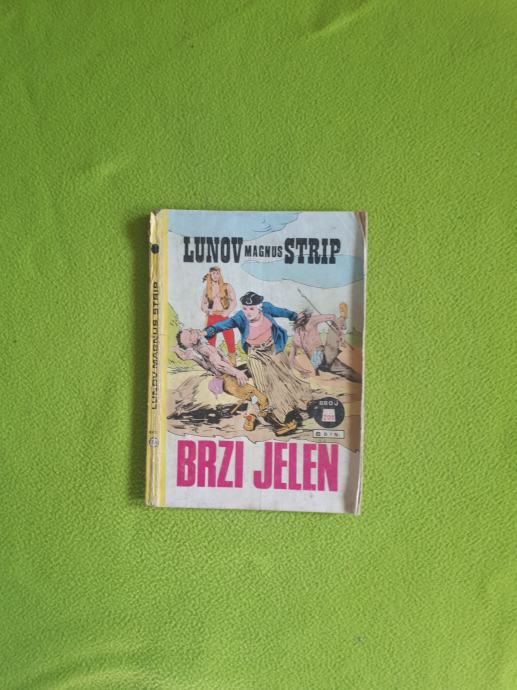 LUNOV MAGNUS STRIP
LUNOV MAGNUS STRIP
BROJ
BRZI JELEN